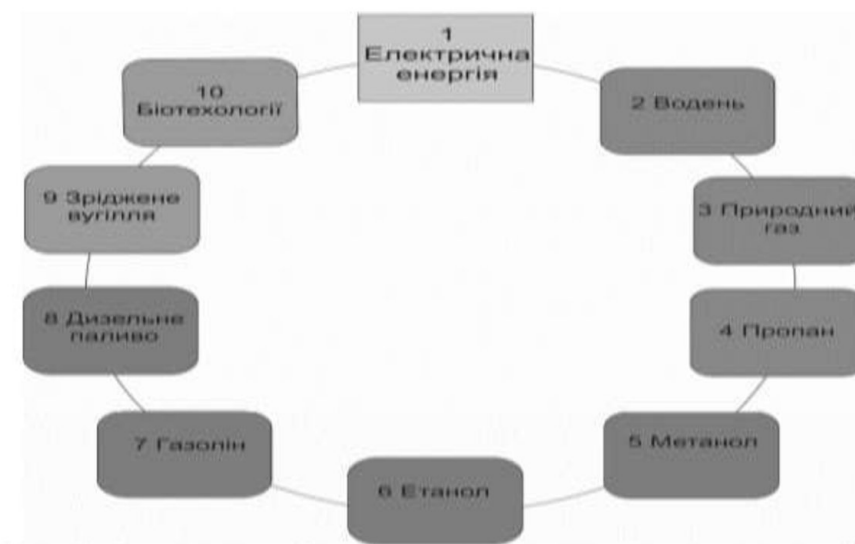 1
Електрична
енергія
2 Водень
3 Природний
газ
4 Пропан
5 Метанол
6 Етанол
7 Газолін
8 Дизельне
паливо
9 Зріджене
вугілля
10
Біотехології